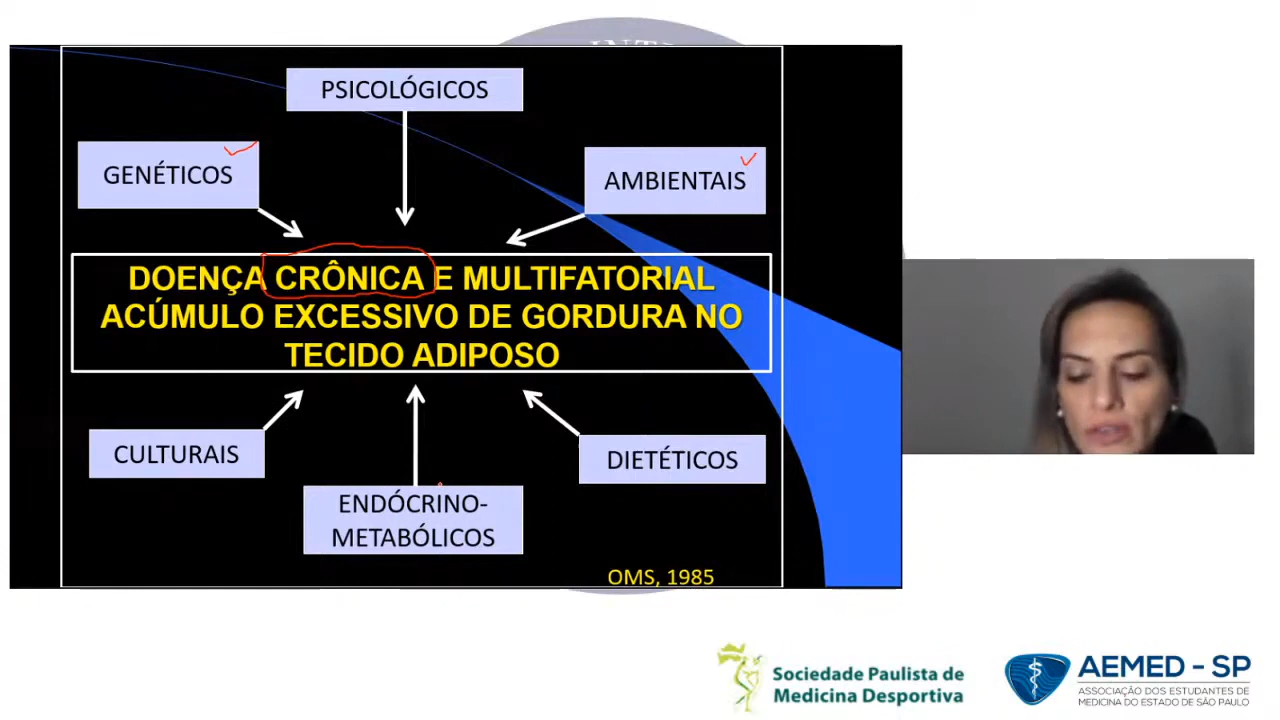 PSICOLÓGICOS
GENÉTICOS
AMBIENTAIS
DOENÇA CRÔNICA E MULTIFATORIAL
ACÚMULO EXCESSIVO DE GORDURA NO
TECIDO ADIPOSO
CULTURAIS
DIETÉTICOS
ENDÓCRINO-
METABÓLICOS
OMS, 1985
Sociedade Paulista de
Medicina Desportiva
AEMED - SP
ASSOCIAÇÃO DOS ESTUDANTES DE
MEDICINA DO ESTADO DE SÃO PAULO